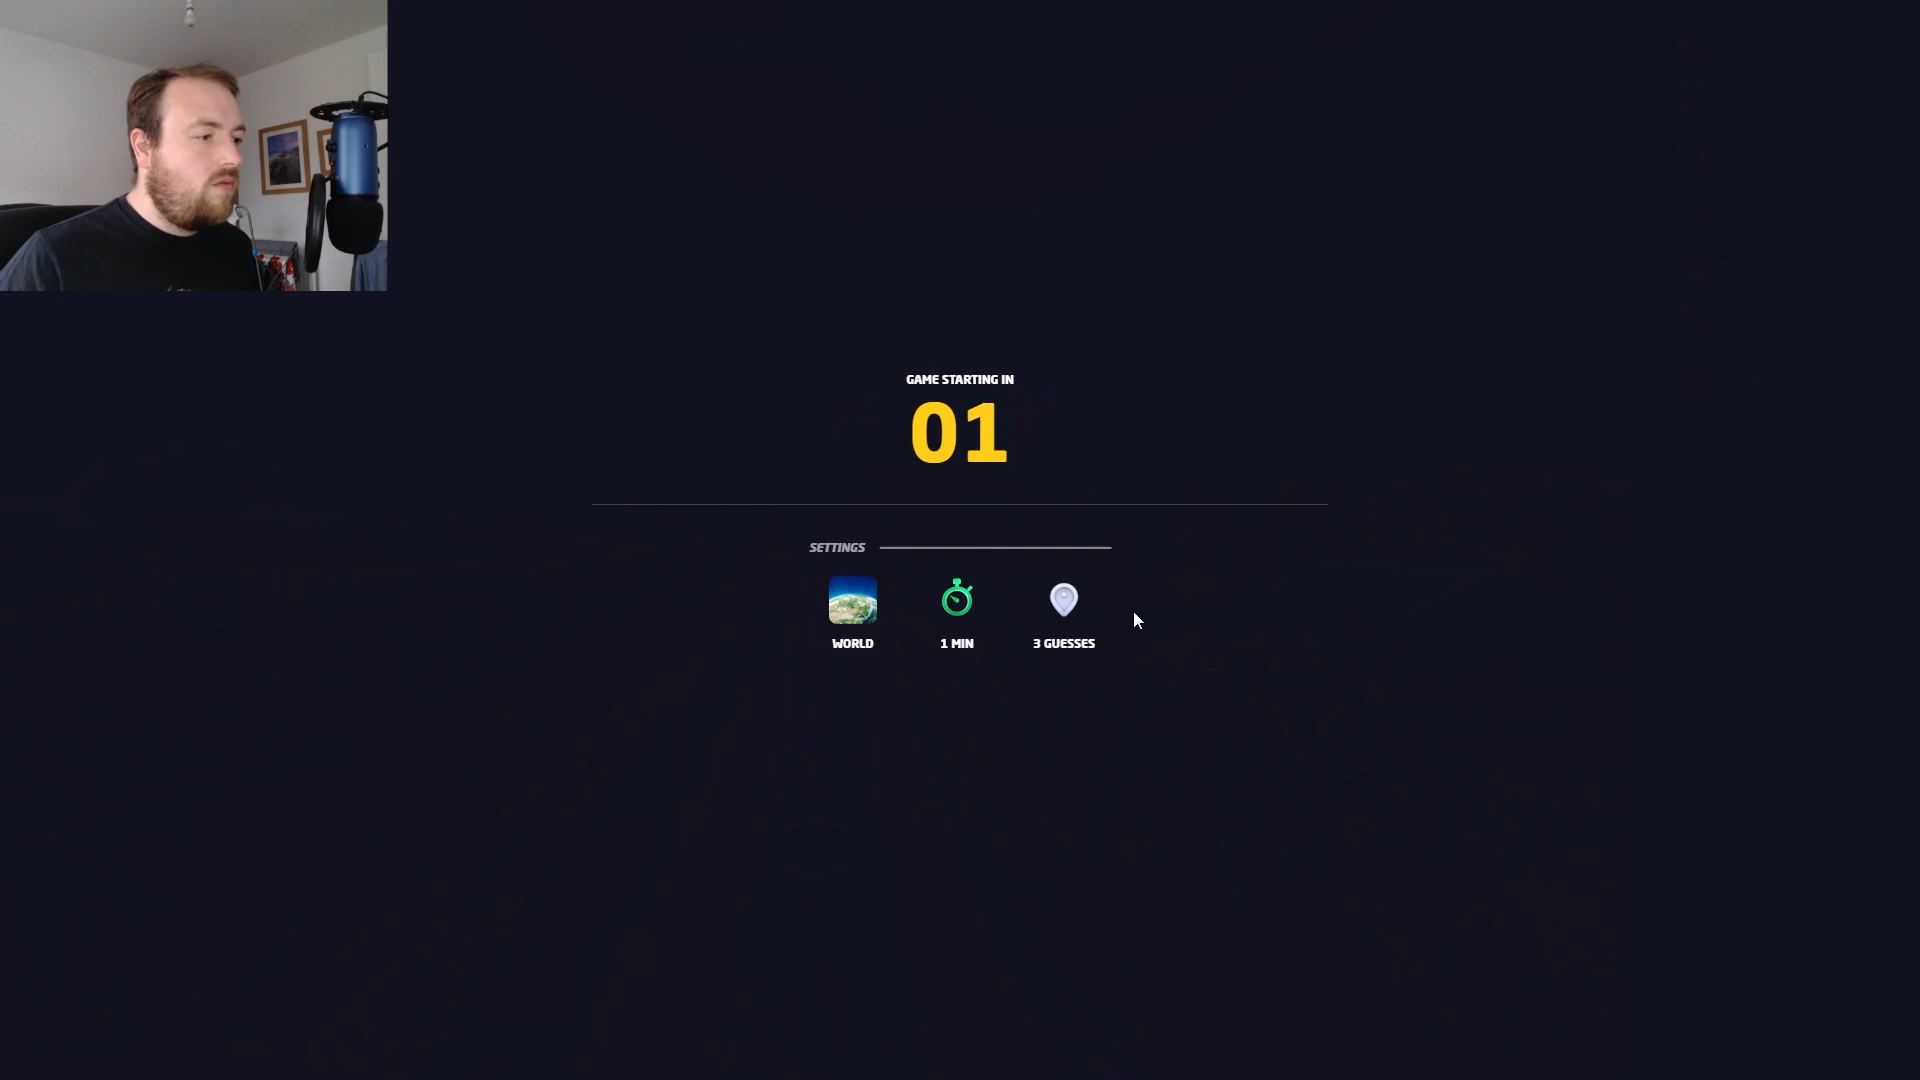 GAME STARTING IN
01
SETTINGS
WORLD
1 MIN
3 GUESSES